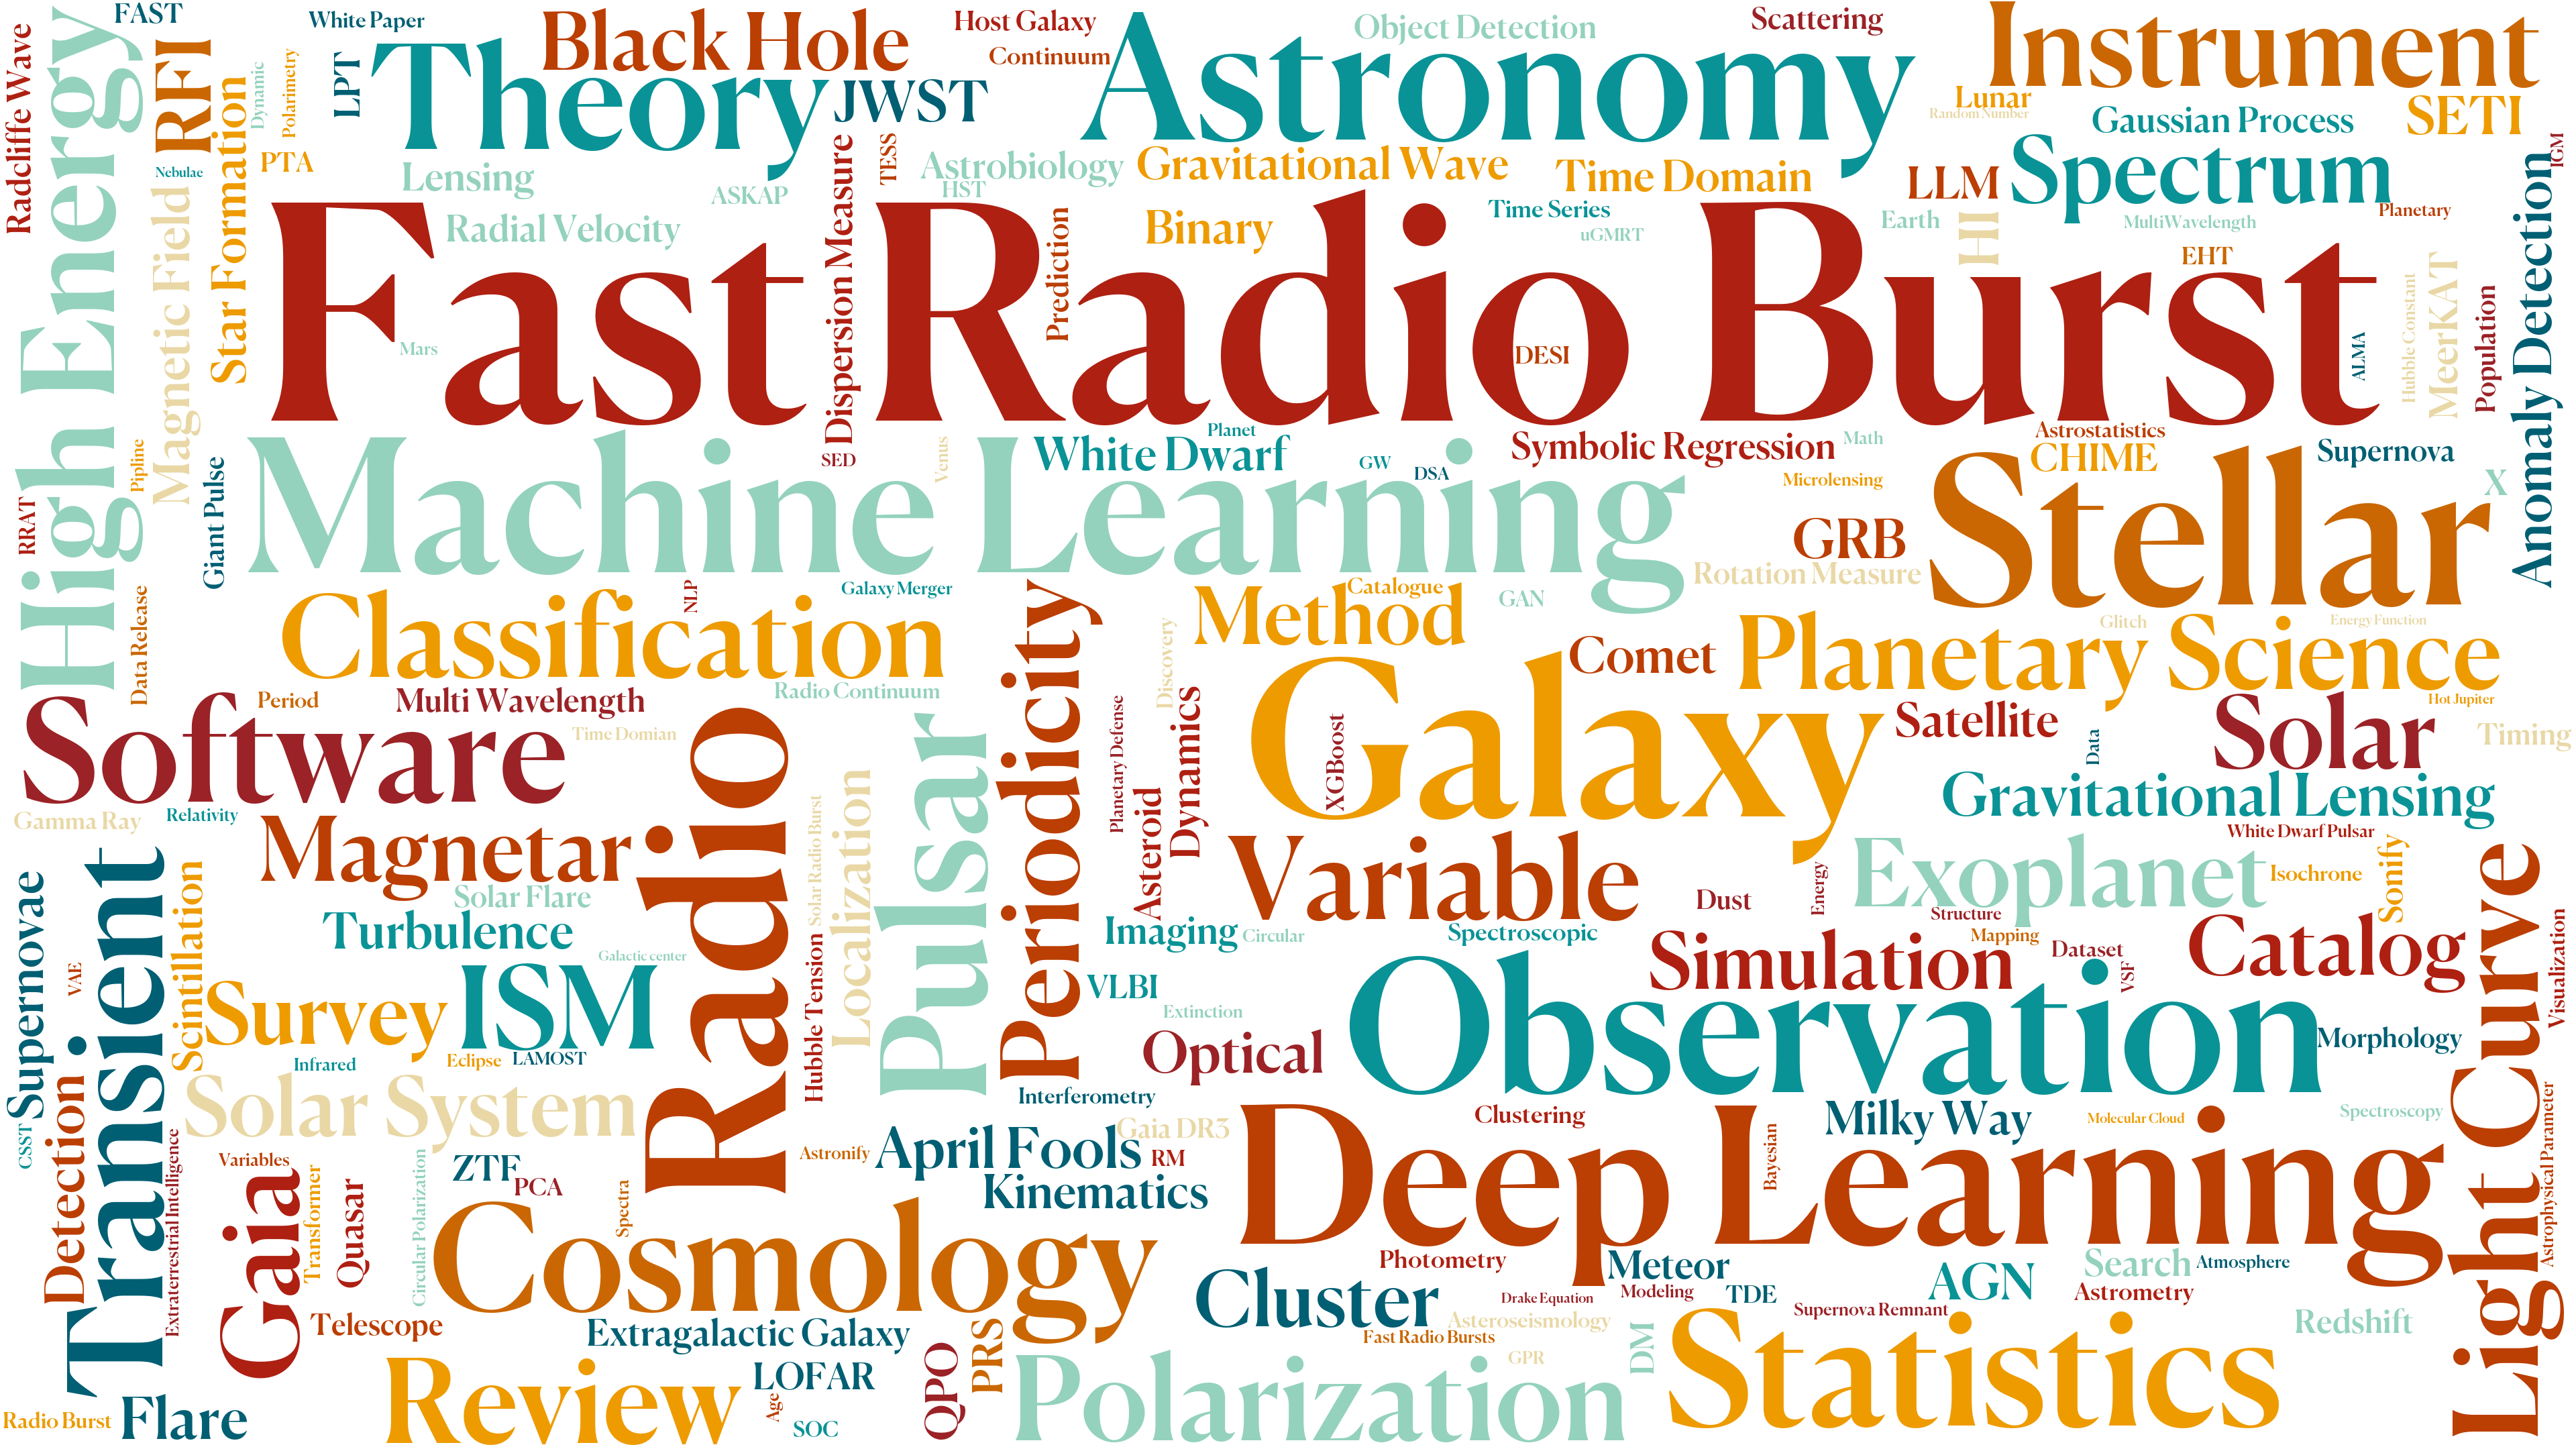 FAST
White Paper
Black Hole
Host Galaxy
Continuum
Astronomy
Object Detection
Scattering
Instrument
Radcliffe Wave
High Energy
RFI
Dynamic
Polarimetry
LPT
Theory
JWST
Lunar
Random Number
Gaussian Process
SETI
IGM
Nebulae
Star Formation
PTA
Lensing
ASKAP
TESS
Astrobiology
HST
Gravitational Wave
Time Domain
LLM
Spectrum
Magnetic Field
Radial Velocity
Dispersion Measure
Prediction
Binary
Time Series
uGMRT
Earth
HI
MultiWavelength
Planetary
EHT
Anomaly Detection
Fast Radio Burst
Mars
DESI
ALMA
Hubble Constant
MeerKAT
Population
Pipline
Giant Pulse
RRAT
Machine Learning
SED
Venus
White Dwarf
Planet
GW
DSA
Symbolic Regression
Math
Microlensing
Astrostatistics
CHIME
Supernova
X
Stellar
GRB
Rotation Measure
Data Release
Classification
NLP
Galaxy Merger
Periodicity
Method
Catalogue
GAN
Discovery
Comet
Planetary Science
Glitch
Energy Function
Hot Jupiter
Software
Period
Multi Wavelength
Time Domian
Radio Continuum
Radio
Pulsar
Planetary Defense
Dynamics
Asteroid
Galaxy
XGBoost
Satellite
Data
Solar
Timing
Gravitational Lensing
White Dwarf Pulsar
Gamma Ray
Relativity
Magnetar
Solar Flare
Solar Radio Burst
Localization
Variable
Dust
Energy
Exoplanet
Isochrone
Sonify
Light Curve
Supernovae
Transient
Scintillation
VAE
Turbulence
Galactic center
Imaging
Circular
Spectroscopic
Simulation
Structure
Mapping
Dataset
VSF
Catalog
Visualization
Survey
ISM
Hubble Tension
VLBI
Extinction
Observation
Morphology
Infrared
Eclipse
LAMOST
Optical
Solar System
Interferometry
CSST
Detection
Extraterrestrial Intelligence
Gaia DR3
Clustering
Milky Way
Molecular Cloud
Spectroscopy
Astrophysical Parameter
Variables
Gaia
Transformer
Quasar
Circular Polarization
ZTF
PCA
Spectra
Astronify
April Fools
RM
Kinematics
Deep Learning
Bayesian
Cosmology
Telescope
Extragalactic Galaxy
Cluster
Photometry
Meteor
Drake Equation
Modeling
TDE
AGN
Search
Atmosphere
Astrometry
Supernova Remnant
Asteroseismology
Fast Radio Bursts
Redshift
Review
LOFAR
Age
SOC
QPO
PRS
Polarization
GPR
DM
Statistics
Radio Burst
Flare